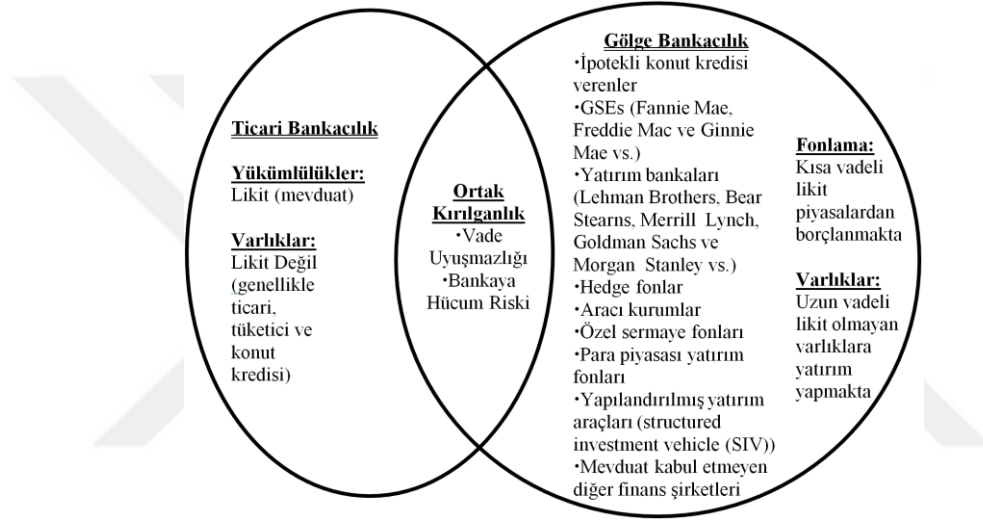 Ticari Bankacılık
Yükümlülükler:
Likit (mevduat)
Varlıklar:
Likit Değil
(genellikle
ticari,
tüketici ve
konut
kredisi)
Ortak
Kırılganlık
•Vade
Uyuşmazlığı
•Bankaya
Hücum Riski
Gölge Bankacılık
•İpotekli konut kredisi
verenler
•GSEs (Fannie Mae,
Freddie Mac ve Ginnie
Mae vs.)
•Yatırım bankaları
(Lehman Brothers, Bear
Stearns, Merrill Lynch,
Goldman Sachs ve
Morgan Stanley vs.)
•Hedge fonlar
•Aracı kurumlar
•Özel sermaye fonları
•Para piyasası yatırım
fonları
•Yapılandırılmış yatırım
araçları (structured
investment vehicle (SIV))
•Mevduat kabul etmeyen
diğer finans şirketleri
Fonlama:
Kısa vadeli
likit
piyasalardan
borçlanmakta
Varlıklar:
Uzun vadeli
likit olmayan
varlıklara
yatırım
yapmakta